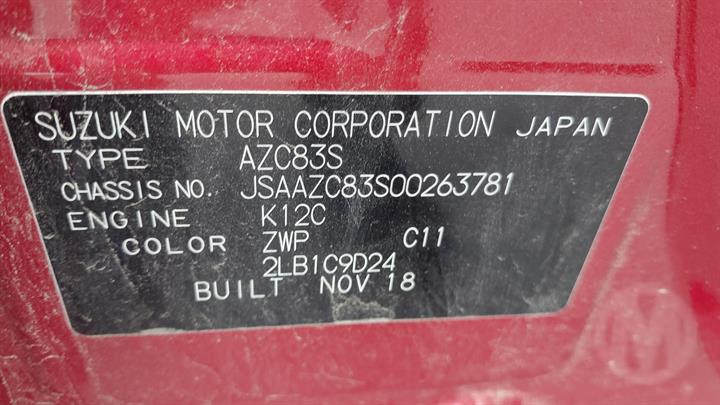 SUZUKI MOTOR CORPORATION JAPAN
TYPE AZC83S
CHASSIS NO. JSAAZC83S00263781
ENGINE K12C
COLOR ZWP C11
2LB1C9D24
BUILT NOV 18
M